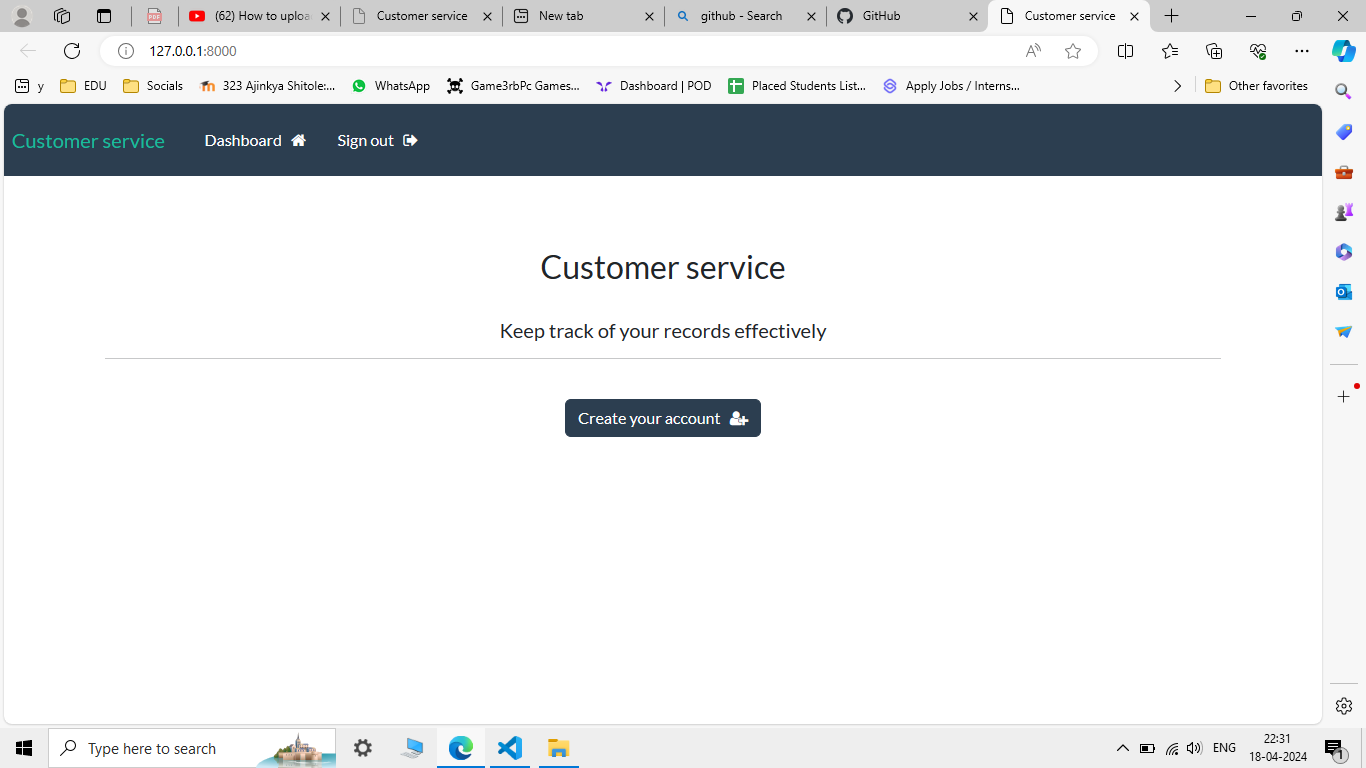 (62) How to uploa
Customer service
New tab
github - Search
GitHub
Customer service
127.0.0.1:8000
y
EDU
Socials
323 Ajinkya Shitole:...
WhatsApp
Game3rbPc Games...
Dashboard | POD
Placed Students List...
Apply Jobs / Interns...
Other favorites
Customer service
Dashboard
Sign out
Customer service
Keep track of your records effectively
Create your account
Type here to search
ENG
22:31
18-04-2024
1